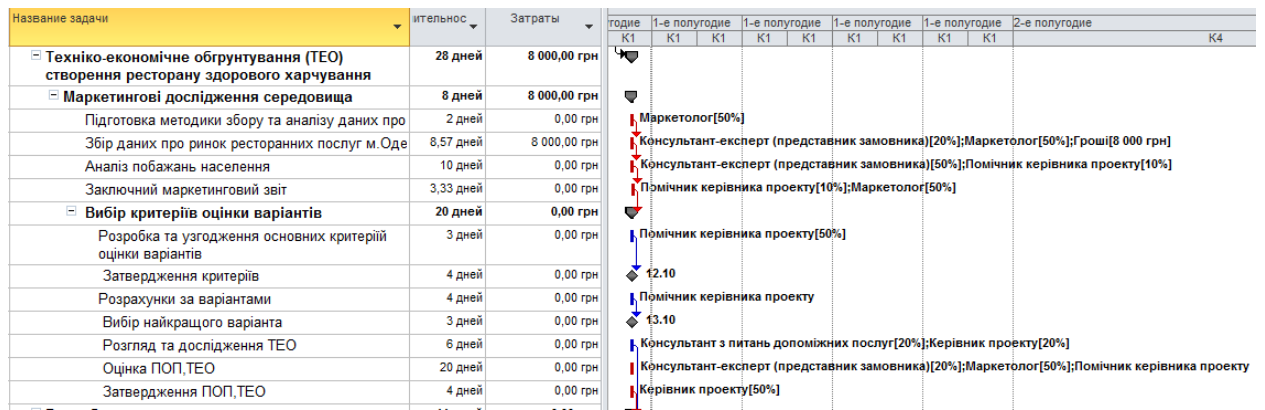 Название задачи ительнос Затраты годие 1-е полугодие 1-е полугодие 1-е полугодие 1-е полугодие 2-е полугодие
К1 К1 К1 К1 К1 К1 К1 К1 К1 К4
Техніко-економічне обгрунтування (ТЕО) 28 дней 8 000,00 грн
створення ресторану здорового харчування
Маркетингові дослідження середовища 8 дней 8 000,00 грн
Підготовка методики збору та аналізу даних про 2 дней 0,00 грн Маркетолог[50%]
Збір даних про ринок ресторанних послуг м.Оде 8,57 дней 8 000,00 грн Консультант-експерт (представник замовника)[20%];Маркетолог[50%];Гроші[8 000 грн]
Аналіз побажань населення 10 дней 0,00 грн Консультант-експерт (представник замовника)[50%];Помічник керівника проекту[10%]
Заключний маркетинговий звіт 3,33 дней 0,00 грн Помічник керівника проекту[10%];Маркетолог[50%]
Вибір критеріїв оцінки варіантів 20 дней 0,00 грн
Розробка та узгодження основних критеріїй 3 дней 0,00 грн Помічник керівника проекту[50%]
оцінки варіантів
Затвердження критеріїв 4 дней 0,00 грн 12.10
Розрахунки за варіантами 4 дней 0,00 грн Помічник керівника проекту
Вибір найкращого варіанта 3 дней 0,00 грн 13.10
Розгляд та дослідження ТЕО 6 дней 0,00 грн Консультант з питань допоміжних послуг[20%];Керівник проекту[20%]
Оцінка ПОП,ТЕО 20 дней 0,00 грн Консультант-експерт (представник замовника)[20%];Маркетолог[50%];Помічник керівника проекту
Затвердження ПОП,ТЕО 4 дней 0,00 грн Керівник проекту[50%]